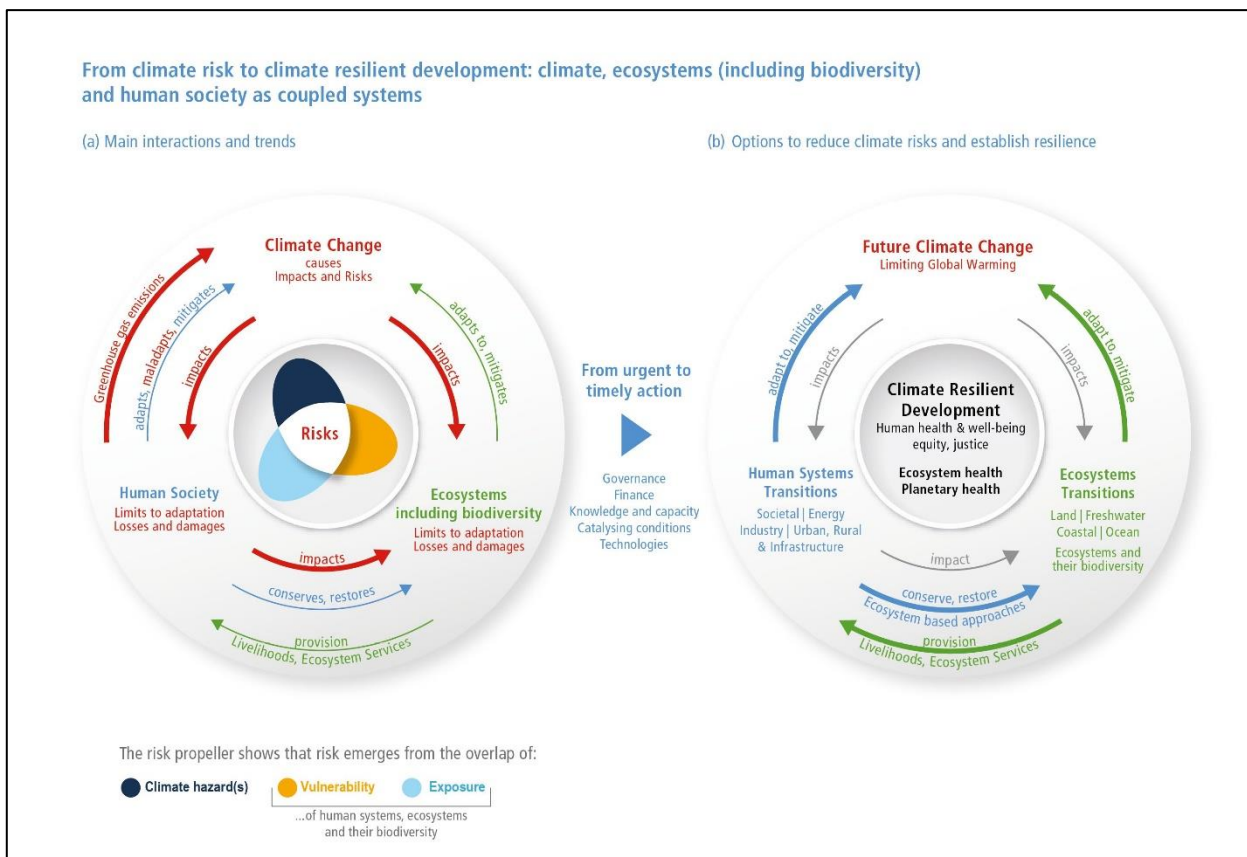 From climate risk to climate resilient development: climate, ecosystems (including biodiversity)
and human society as coupled systems
(a) Main interactions and trends
Climate Change
causes
Impacts and Risks
Greenhouse gas emissions
adapts, maladapts, mitigates
impacts
impacts
adapts to, mitigates
Risks
Human Society
Limits to adaptation
Losses and damages
Ecosystems
including biodiversity
Limits to adaptation
Losses and damages
impacts
conserves, restores
provision
Livelihoods, Ecosystem Services
From urgent to
timely action
Governance
Finance
Knowledge and capacity
Catalysing conditions
Technologies
(b) Options to reduce climate risks and establish resilience
Future Climate Change
Limiting Global Warming
adapt to, mitigate
impacts
impacts
adapt to, mitigate
Climate Resilient
Development
Human health & well-being
equity, justice
Ecosystem health
Planetary health
Human Systems
Transitions
Societal | Energy
Industry | Urban, Rural
& Infrastructure
Ecosystems
Transitions
Land | Freshwater
Coastal | Ocean
Ecosystems and
their biodiversity
impact
conserve, restore
Ecosystem based approaches
provision
Livelihoods, Ecosystem Services
The risk propeller shows that risk emerges from the overlap of:
Climate hazard(s) Vulnerability Exposure
...of human systems, ecosystems
and their biodiversity